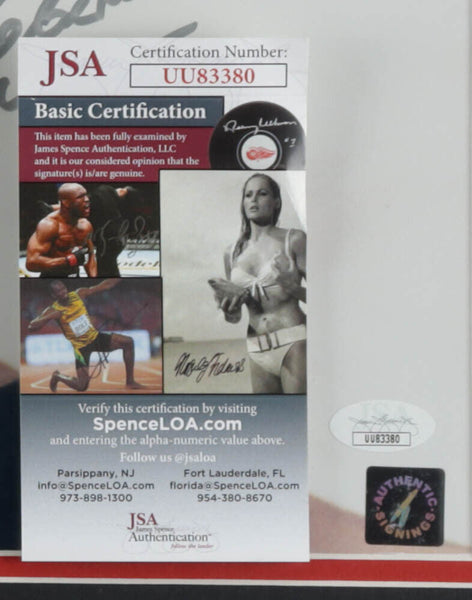 JSA
Certification Number:
UU83380
Basic Certification
This item has been fully examined by
James Spence Authentication, LLC
and it is our considered opinion that the
signature(s) is/are genuine.
Verify this certification by visiting
SpenceLOA.com
and entering the alpha-numeric value above.
Follow us @jsaloa
Parsippany, NJ
info@SpenceLOA.com
973-898-1300
Fort Lauderdale, FL
florida@SpenceLOA.com
954-380-8670
JSA
James Spence
Authentication
follow the leader
UU83380
AUTHENTIC
SIGNINGS